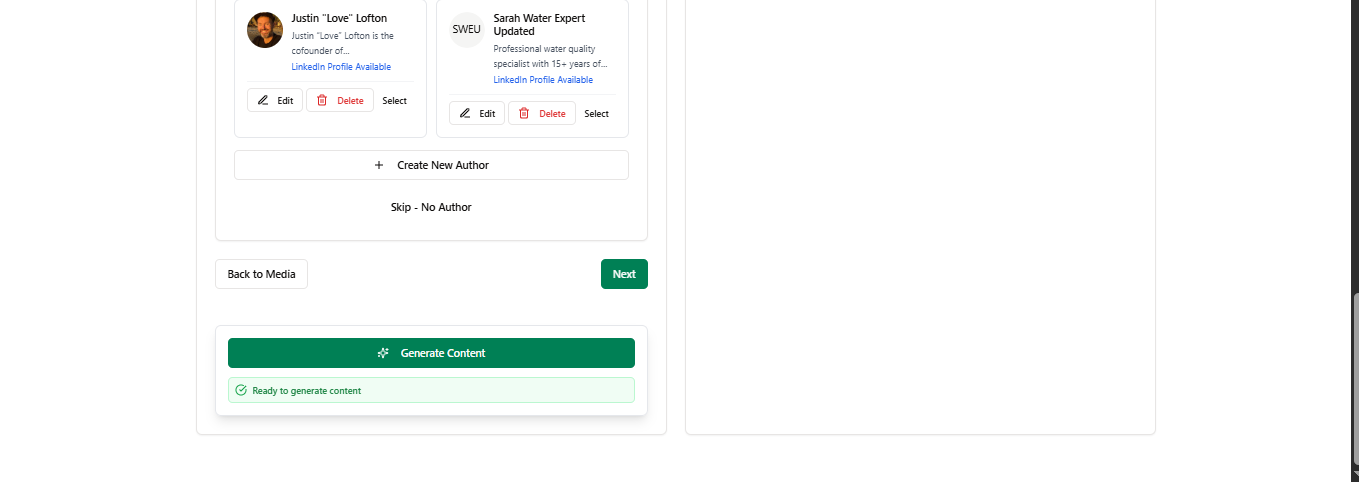 Justin "Love" Lofton
Justin "Love" Lofton is the
cofounder of...
LinkedIn Profile Available
Edit
Delete
Select
SWEU
Sarah Water Expert
Updated
Professional water quality
specialist with 15+ years of...
LinkedIn Profile Available
Edit
Delete
Select
Create New Author
Skip - No Author
Back to Media
Next
Generate Content
Ready to generate content